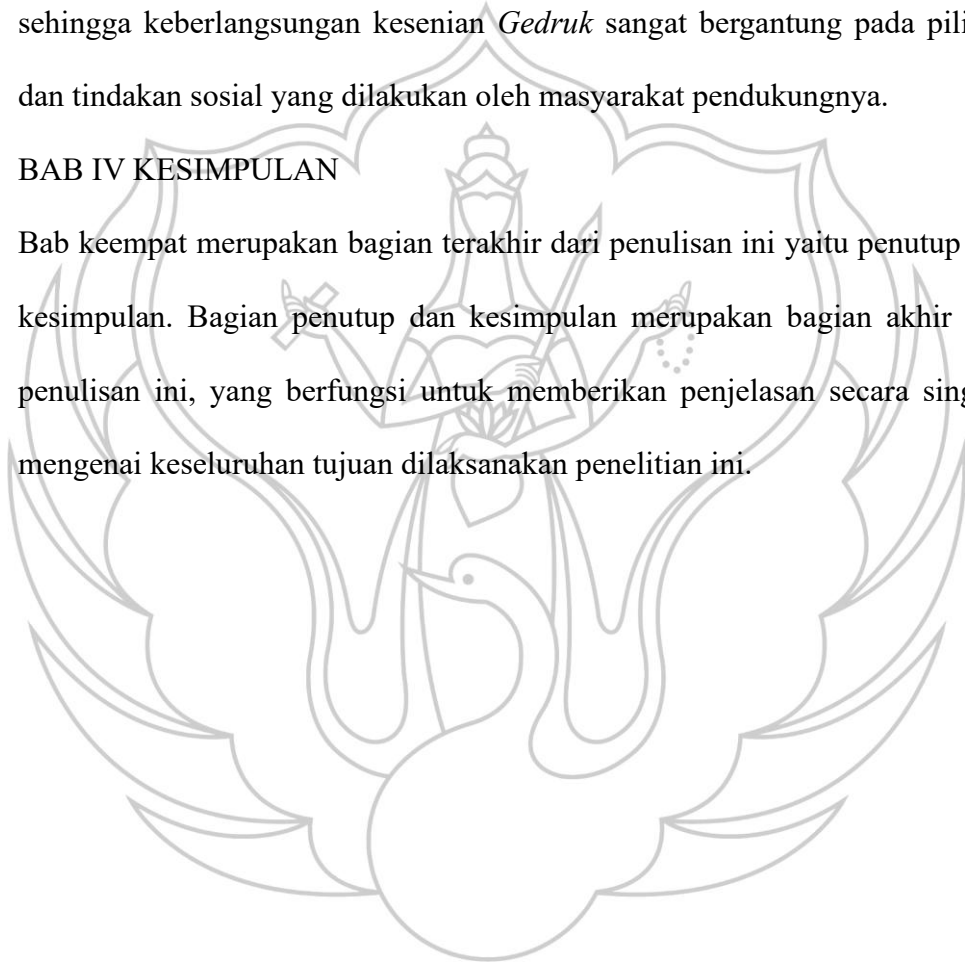 sehingga keberlangsungan kesenian Gedruk sangat bergantung pada pili
dan tindakan sosial yang dilakukan oleh masyarakat pendukungnya.
BAB IV KESIMPULAN
Bab keempat merupakan bagian terakhir dari penulisan ini yaitu penutup
kesimpulan. Bagian penutup dan kesimpulan merupakan bagian akhir
penulisan ini, yang berfungsi untuk memberikan penjelasan secara sing
mengenai keseluruhan tujuan dilaksanakan penelitian ini.